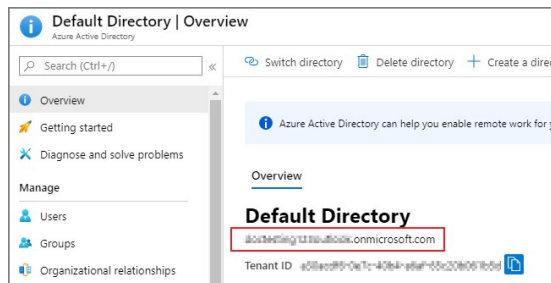 Default Directory | Overview
Azure Active Directory
Search (Ctrl+/)
«
Switch directory
Delete directory
Create a direc
Overview
Getting started
Diagnose and solve problems
Manage
Users
Groups
Organizational relationships
Azure Active Directory can help you enable remote work for y
Overview
Default Directory
.onmicrosoft.com
Tenant ID